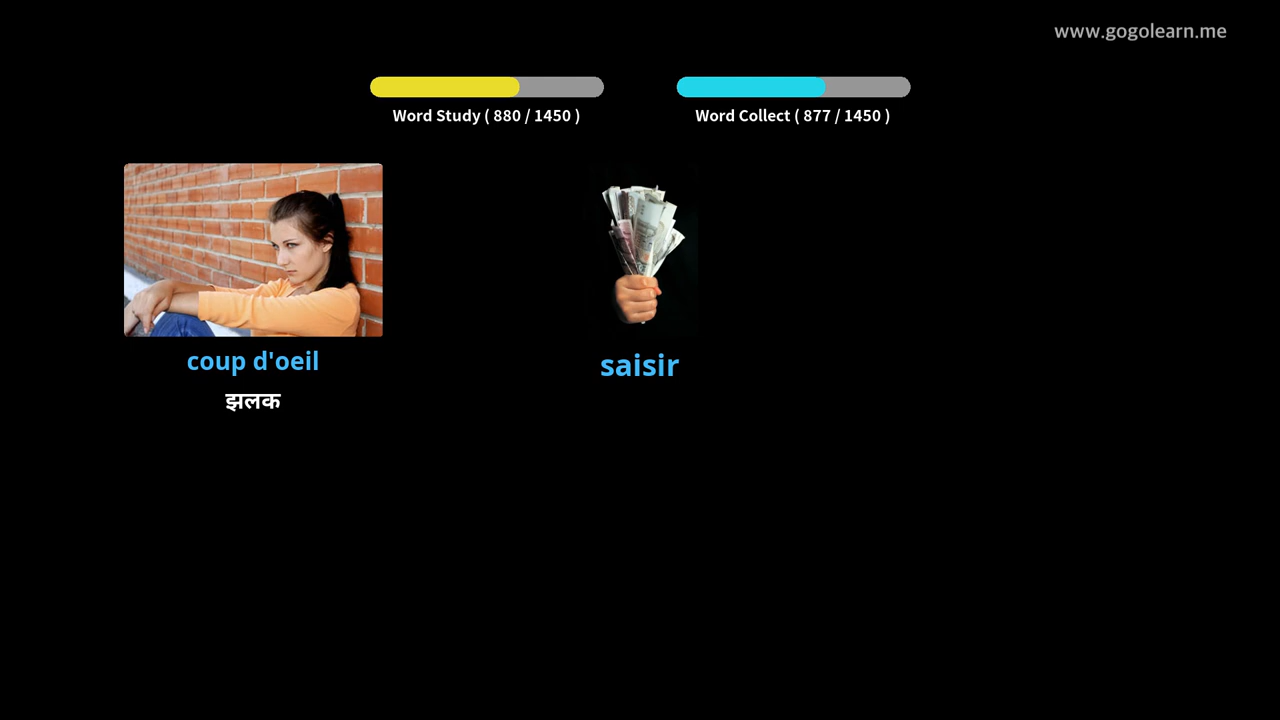 www.gogolearn.me
Word Study ( 880 / 1450 )
Word Collect ( 877 / 1450 )
coup d'oeil
झलक
saisir